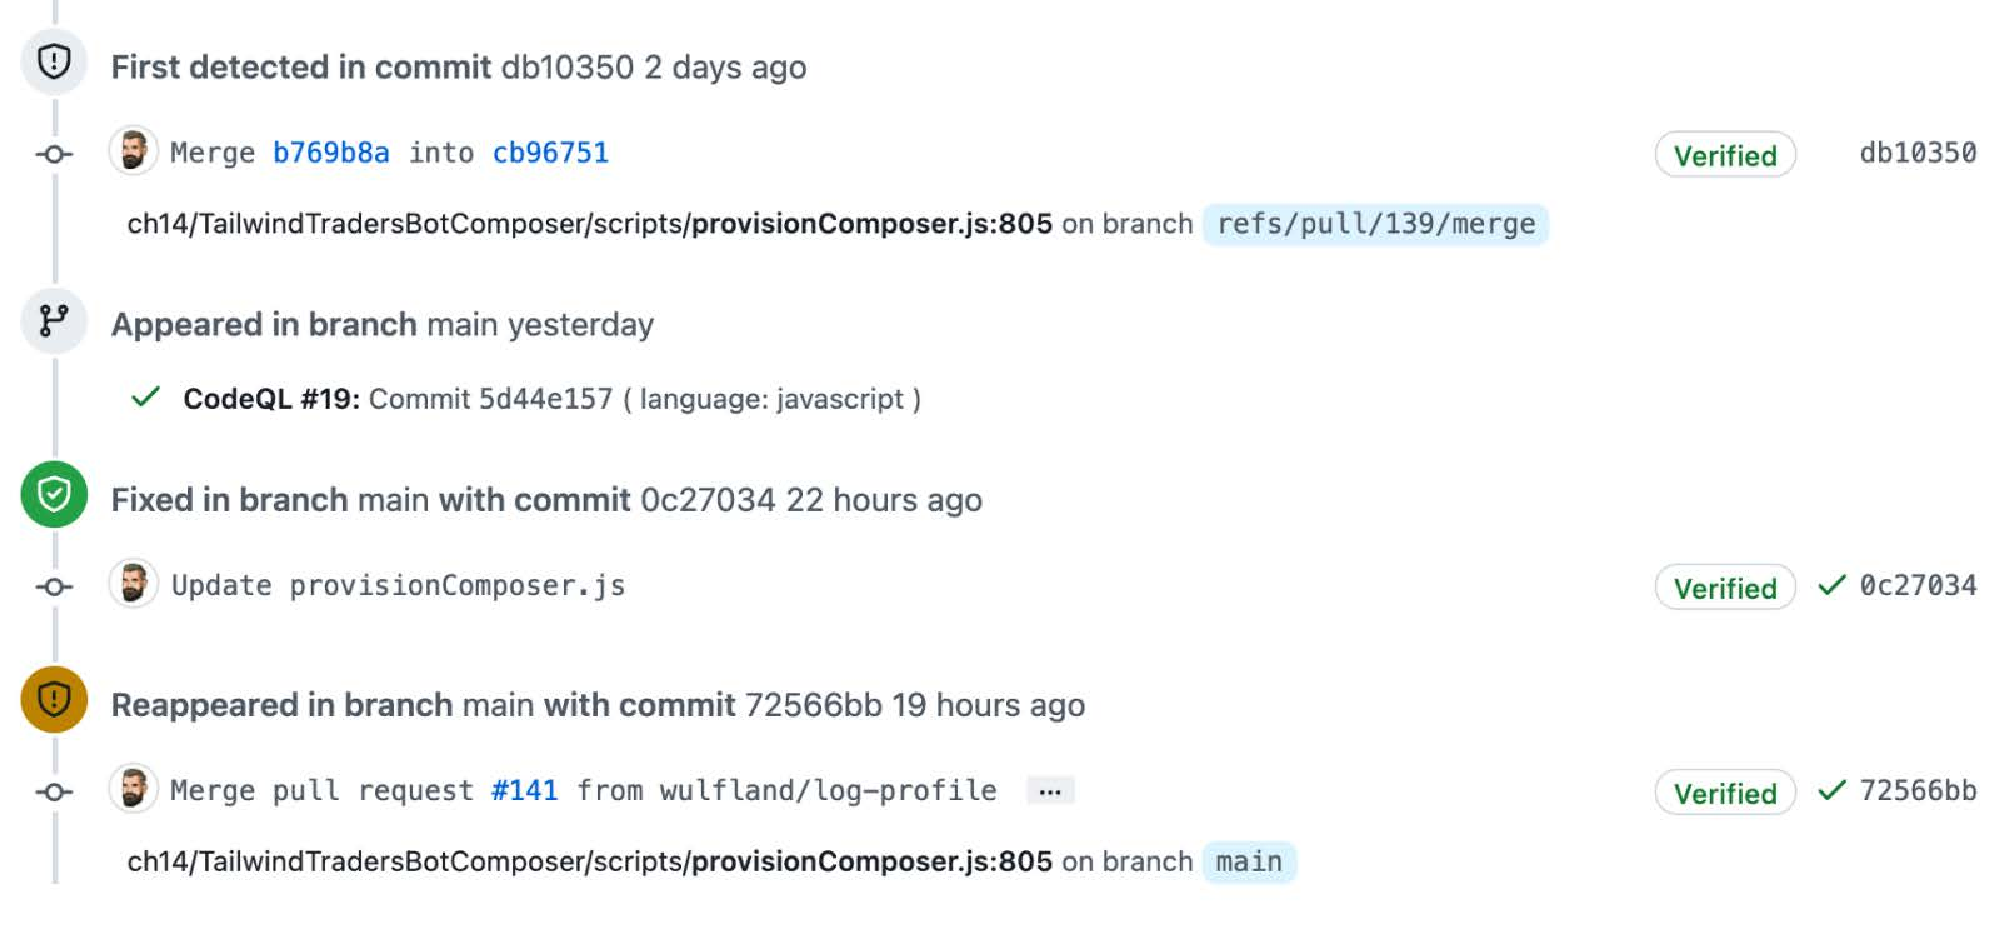 First detected in commit db10350 2 days ago
Merge b769b8a into cb96751 Verified db10350
ch14/TailwindTradersBotComposer/scripts/provisionComposer.js:805 on branch refs/pull/139/merge
Appeared in branch main yesterday
CodeQL #19: Commit 5d44e157 ( language: javascript )
Fixed in branch main with commit 0c27034 22 hours ago
Update provisionComposer.js Verified 0c27034
Reappeared in branch main with commit 72566bb 19 hours ago
Merge pull request #141 from wulfland/log-profile ... Verified 72566bb
ch14/TailwindTradersBotComposer/scripts/provisionComposer.js:805 on branch main